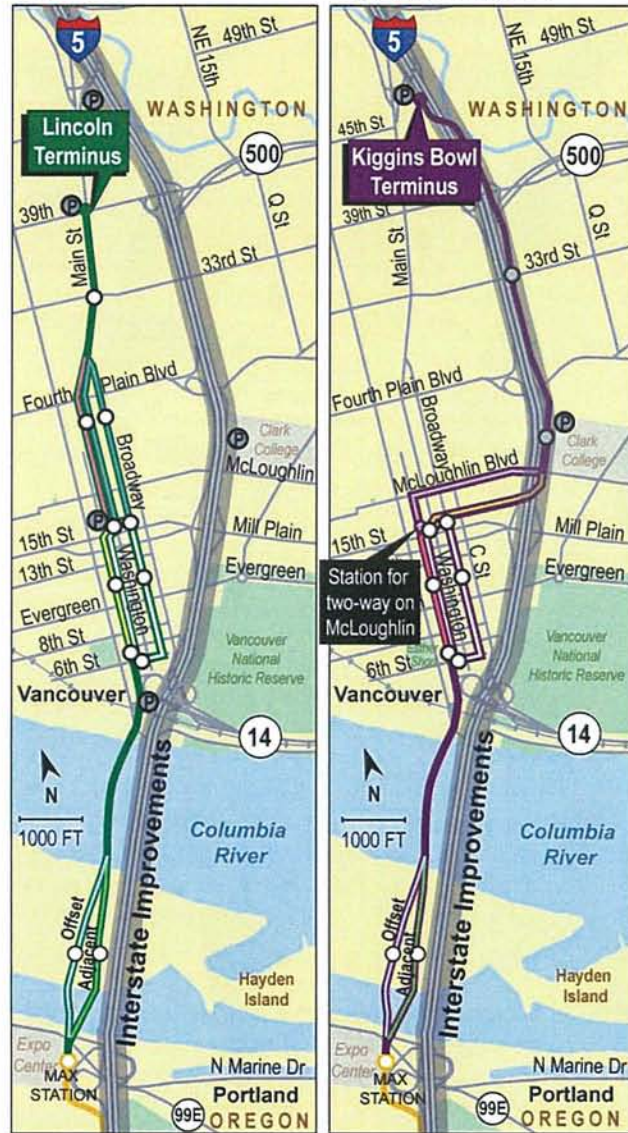 5
NE 15th
49th St
WASHINGTON
Lincoln
Terminus
500
P
39th
Main St
Q St
33rd St
Fourth Plain Blvd
P
Clark
College
Broadway
McLoughlin
P
15th St
Mill Plain
13th St
Washington
Evergreen
Evergreen
8th St
6th St
Vancouver
National
Historic Reserve
Vancouver
P
14
N
1000 FT
Columbia
River
Interstate Improvements
Offset
Adjacent
Hayden
Island
Expo
Center
MAX
STATION
N Marine Dr
Portland
99E
OREGON
5
NE 15th
49th St
P
WASHINGTON
45th St
Kiggins Bowl
Terminus
500
39th St
Main St
Q St
33rd St
Fourth Plain Blvd
Broadway
P
Clark
College
McLoughlin Blvd
15th St
Mill Plain
Station for
two-way on
McLoughlin
Washington
C St
Evergreen
6th St
Vancouver
National
Historic Reserve
Vancouver
14
N
1000 FT
Columbia
River
Interstate Improvements
Offset
Adjacent
Hayden
Island
Expo
Center
MAX
STATION
N Marine Dr
Portland
99E
OREGON